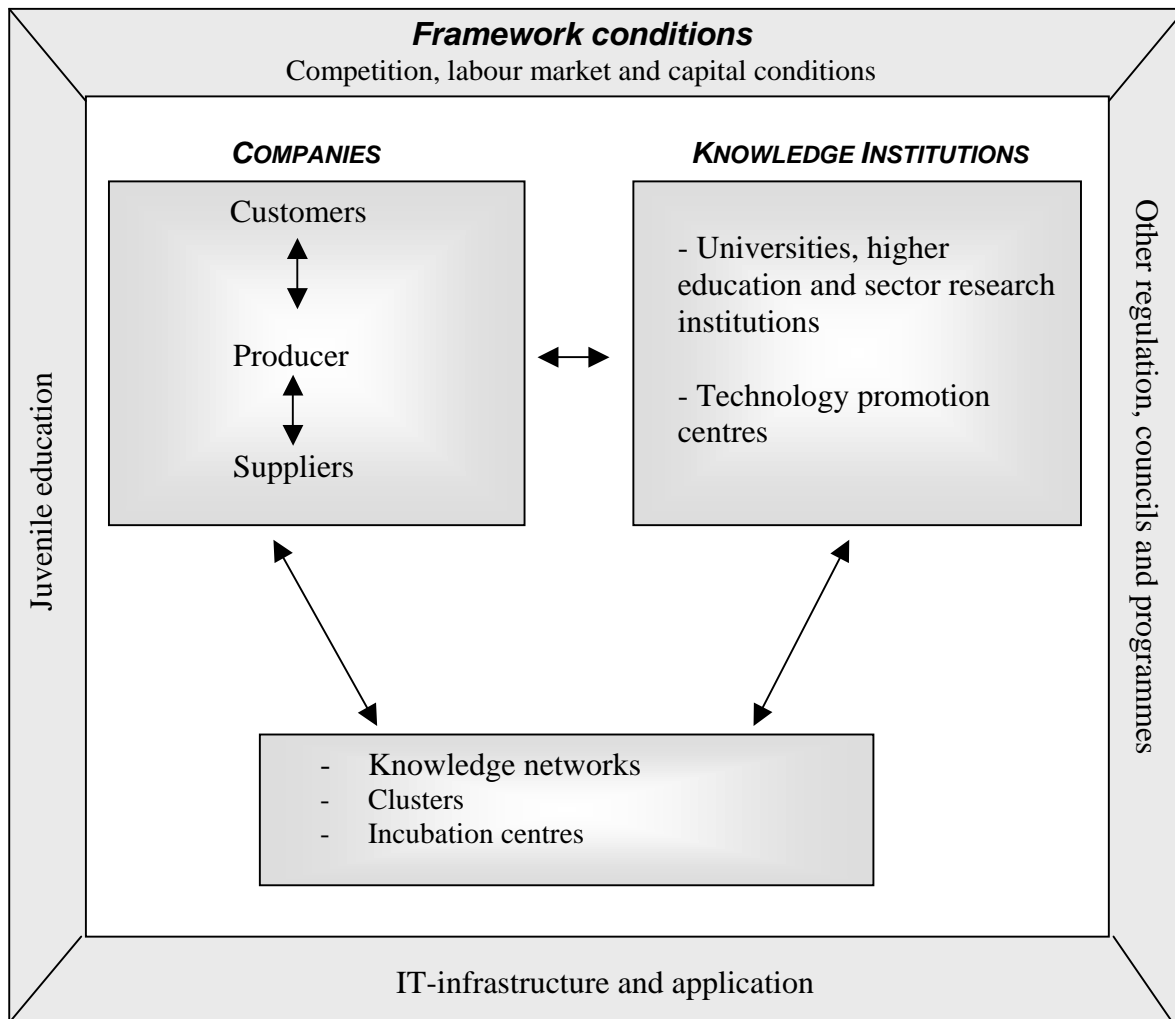 Framework conditions
Competition, labour market and capital conditions
COMPANIES
Customers
Producer
Suppliers
KNOWLEDGE INSTITUTIONS
- Universities, higher
education and sector research
institutions
- Technology promotion
centres
Juvenile education
Other regulation, councils and programmes
- Knowledge networks
- Clusters
- Incubation centres
IT-infrastructure and application